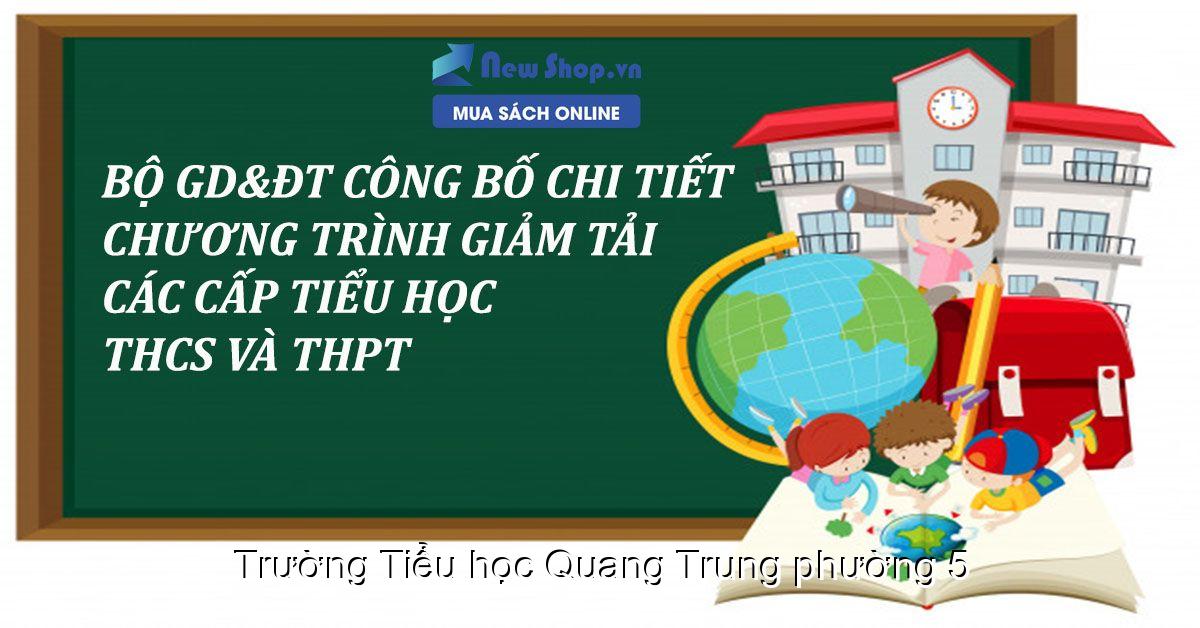 New Shop.vn
MUA SÁCH ONLINE
BỘ GD&ĐT CÔNG BỐ CHI TIẾT
CHƯƠNG TRÌNH GIẢM TẢI
CÁC CẤP TIỂU HỌC
THCS VÀ THPT
Trường Tiểu học Quang Trung phường 5